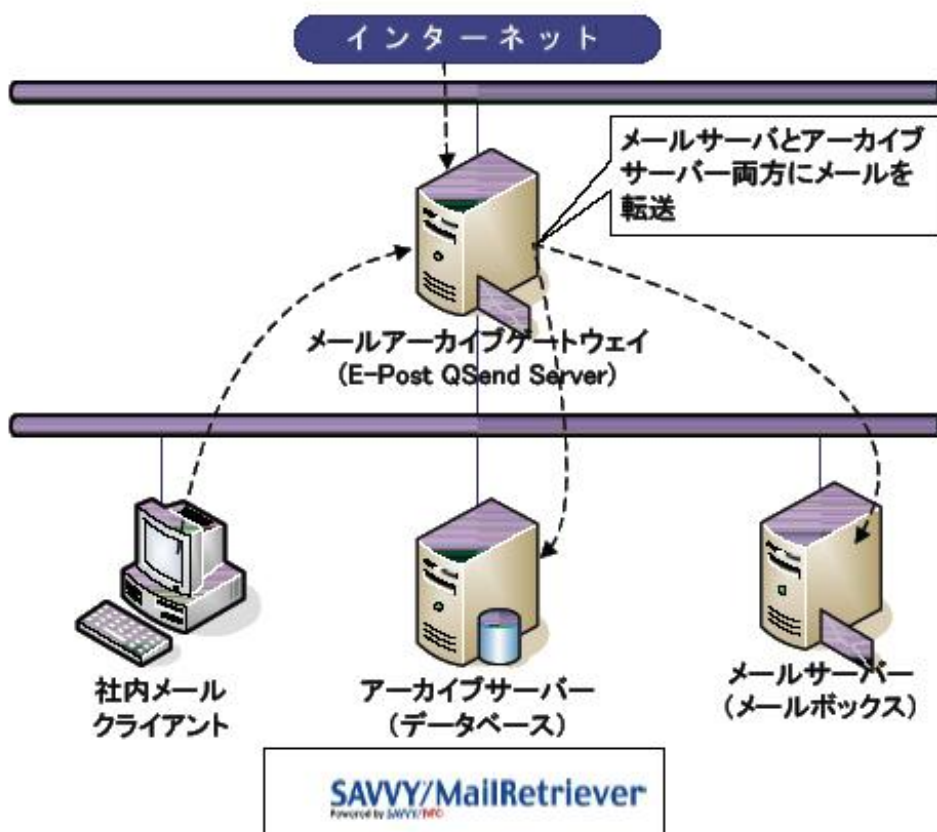 インターネット
メールサーバとアーカイブ
サーバー両方にメールを
転送
メールアーカイブゲートウェイ
(E-Post QSend Server)
社内メール
クライアント
アーカイブサーバー
(データベース)
メールサーバー
(メールボックス)
SAVVY/MailRetriever
Powered by SAVVY/INFO